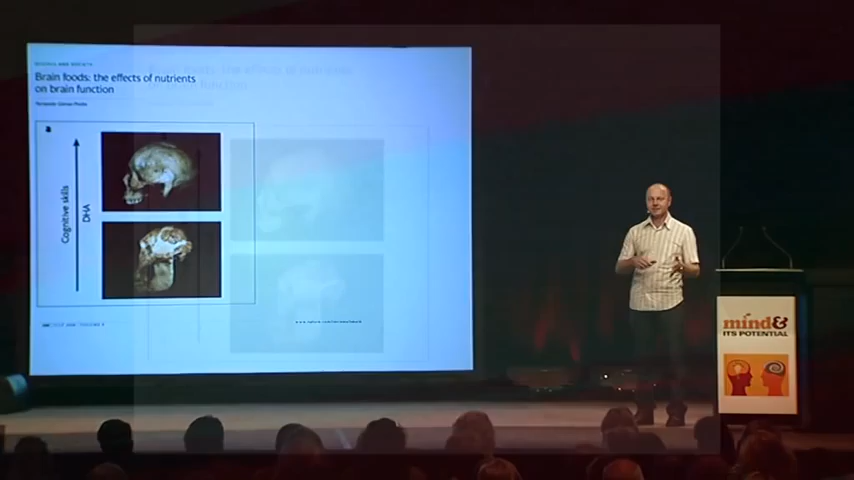 Brain foods: the effects of nutrients
on brain function
a
Cognitive skills
DHA
mind&
ITS POTENTIAL